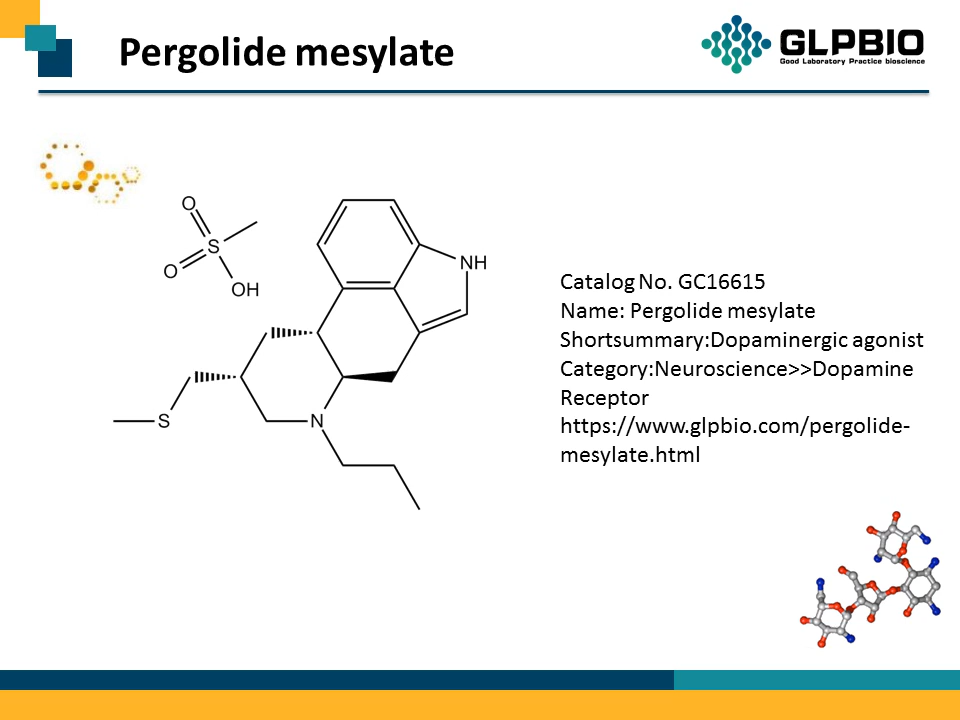 Pergolide mesylate
GLPBIO
Good Laboratory Practice bioscience
O
S
O
OH
NH
S
N
Catalog No. GC16615
Name: Pergolide mesylate
Shortsummary:Dopaminergic agonist
Category:Neuroscience>>Dopamine
Receptor
https://www.glpbio.com/pergolide-
mesylate.html